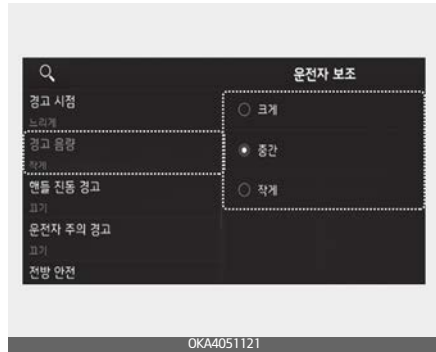 운전자 보조
경고 시점
느리게
경고 음량
작게
핸들 진동 경고
끄기
운전자 주의 경고
끄기
전방 안전
크게
중간
작게
OKA4051121